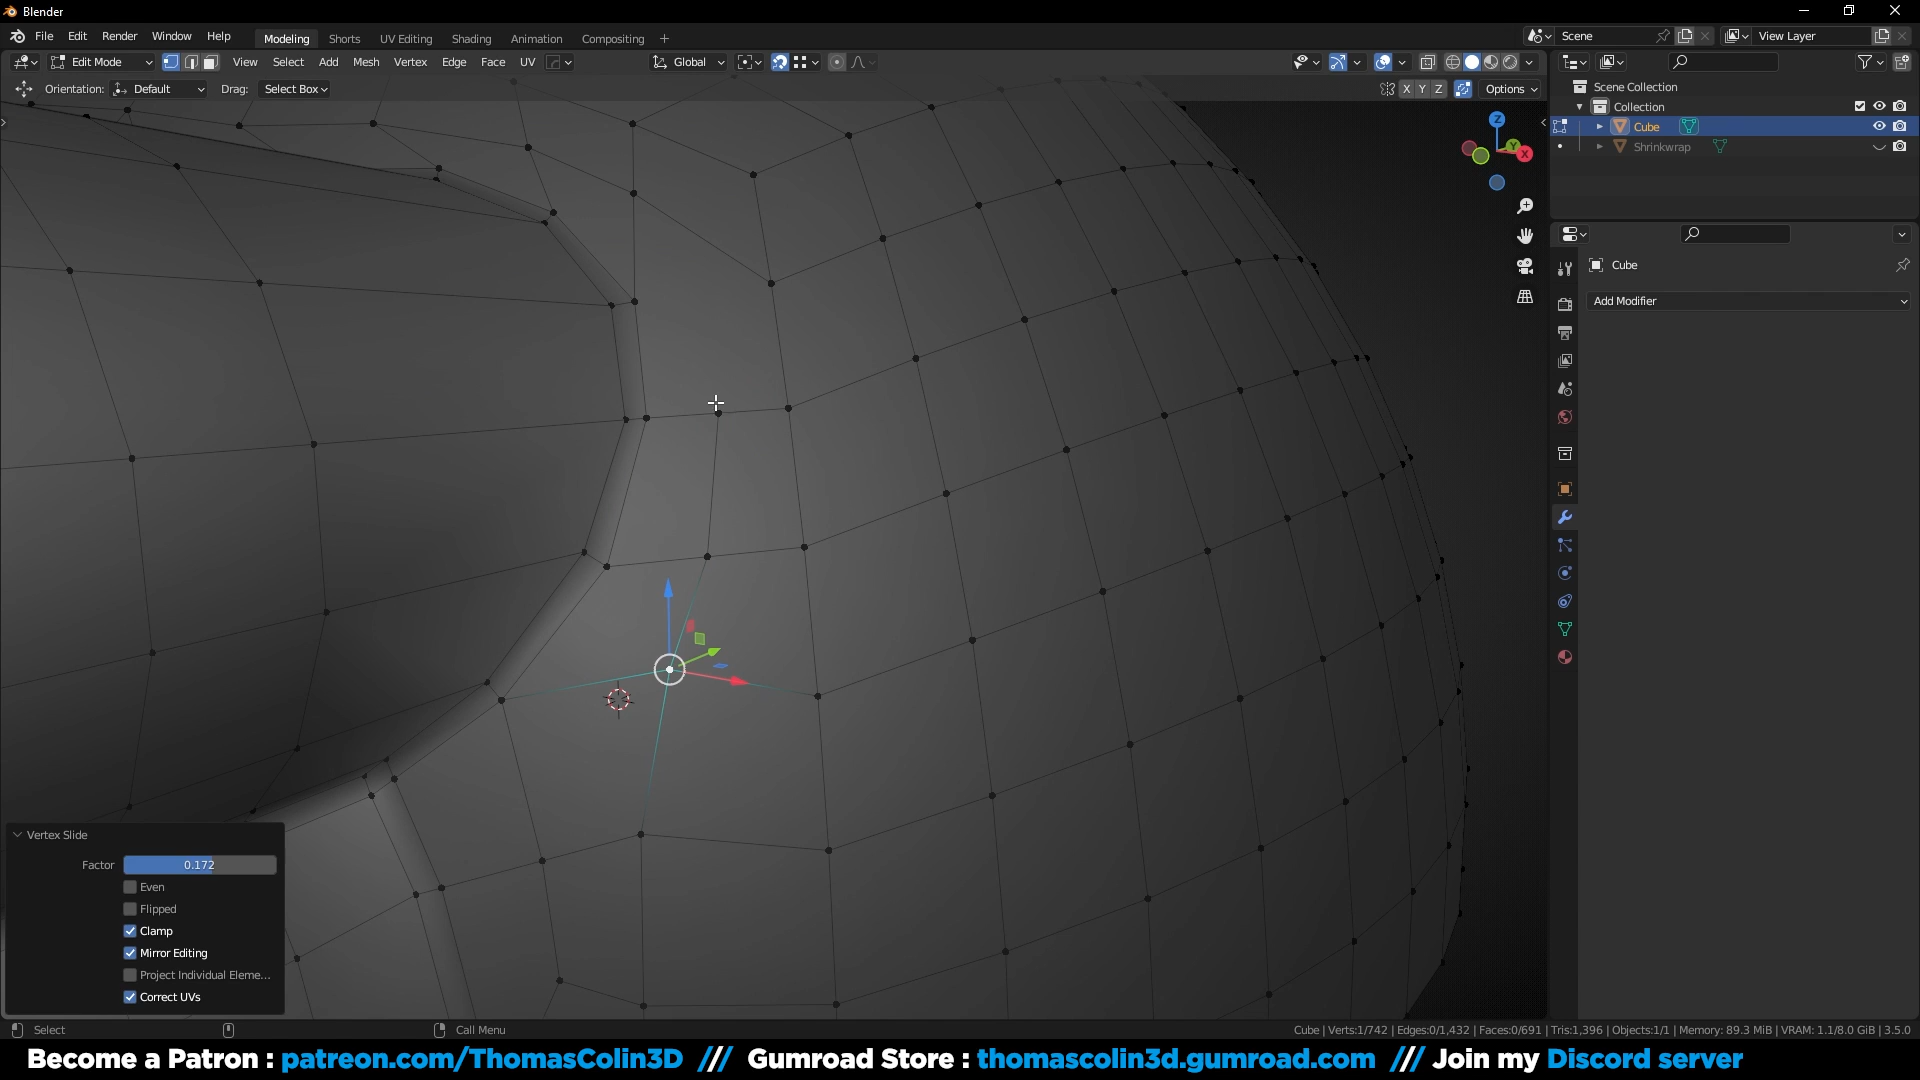 Blender
File Edit Render Window Help Modeling Shorts UV Editing Shading Animation Compositing + Scene View Layer
Edit Mode View Select Add Mesh Vertex Edge Face UV Global
Orientation: Default Drag: Select Box X Y Z Options
Scene Collection
Collection
Cube
Shrinkwrap
Z
Y
X
Cube
Add Modifier
Vertex Slide
Factor 0.172
Even
Flipped
Clamp
Mirror Editing
Project Individual Eleme...
Correct UVs
Select Call Menu Cube | Verts:1/742 | Edges:0/1,432 | Faces:0/691 | Tris:1,396 | Objects:1/1 | Memory: 89.3 MiB | VRAM: 1.1/8.0 GiB | 3.5.0
Become a Patron : patreon.com/ThomasColin3D /// Gumroad Store : thomascolin3d.gumroad.com /// Join my Discord server